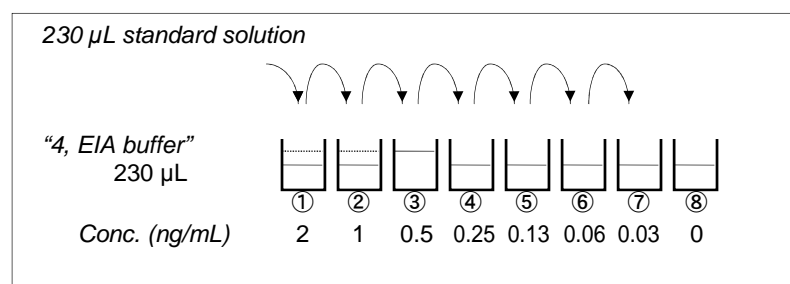 230 µL standard solution
“4, EIA buffer”
230 µL
① ② ③ ④ ⑤ ⑥ ⑦ ⑧
Conc. (ng/mL) 2 1 0.5 0.25 0.13 0.06 0.03 0